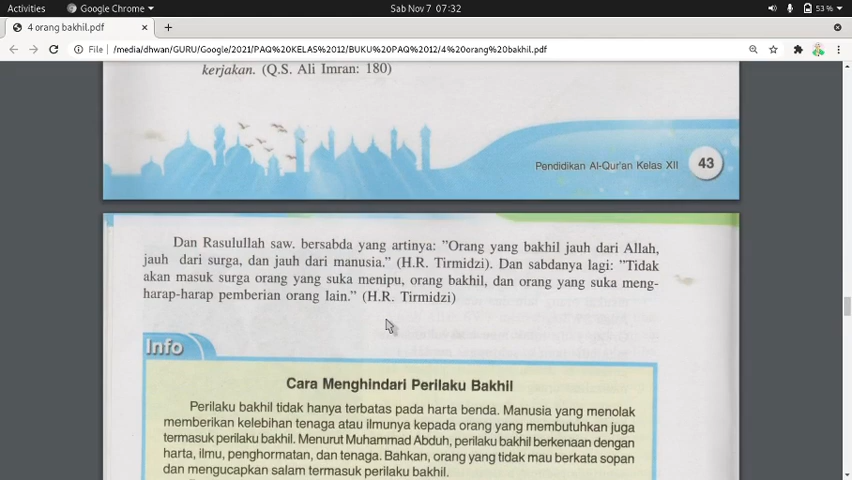 Activities
Google Chrome
Sab Nov 7 07:32
53 %
4 orang bakhil.pdf
File
/media/dhwan/GURU/Google/2021/PAQ%20KELAS%2012/BUKU%20PAQ%2012/4%20orang%20bakhil.pdf
kerjakan. (Q.S. Ali Imran: 180)
Pendidikan Al-Qur'an Kelas XII 43
Dan Rasulullah saw. bersabda yang artinya: "Orang yang bakhil jauh dari Allah,
jauh dari surga, dan jauh dari manusia." (H.R. Tirmidzi). Dan sabdanya lagi: "Tidak
akan masuk surga orang yang suka menipu, orang bakhil, dan orang yang suka meng-
harap-harap pemberian orang lain." (H.R. Tirmidzi)
Info
Cara Menghindari Perilaku Bakhil
Perilaku bakhil tidak hanya terbatas pada harta benda. Manusia yang menolak
memberikan kelebihan tenaga atau ilmunya kepada orang yang membutuhkan juga
termasuk perilaku bakhil. Menurut Muhammad Abduh, perilaku bakhil berkenaan dengan
harta, ilmu, penghormatan, dan tenaga. Bahkan, orang yang tidak mau berkata sopan
dan mengucapkan salam termasuk perilaku bakhil.